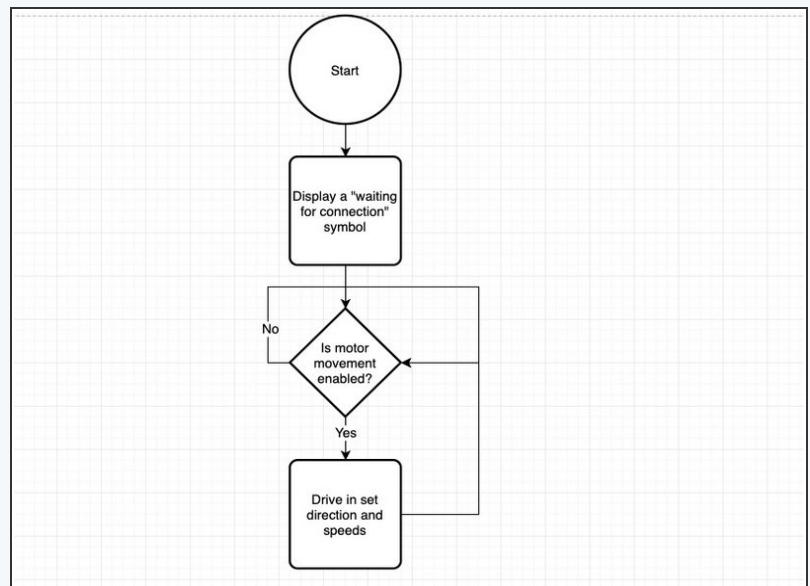 Start
Display a "waiting
for connection"
symbol
No
Is motor
movement
enabled?
Yes
Drive in set
direction and
speeds